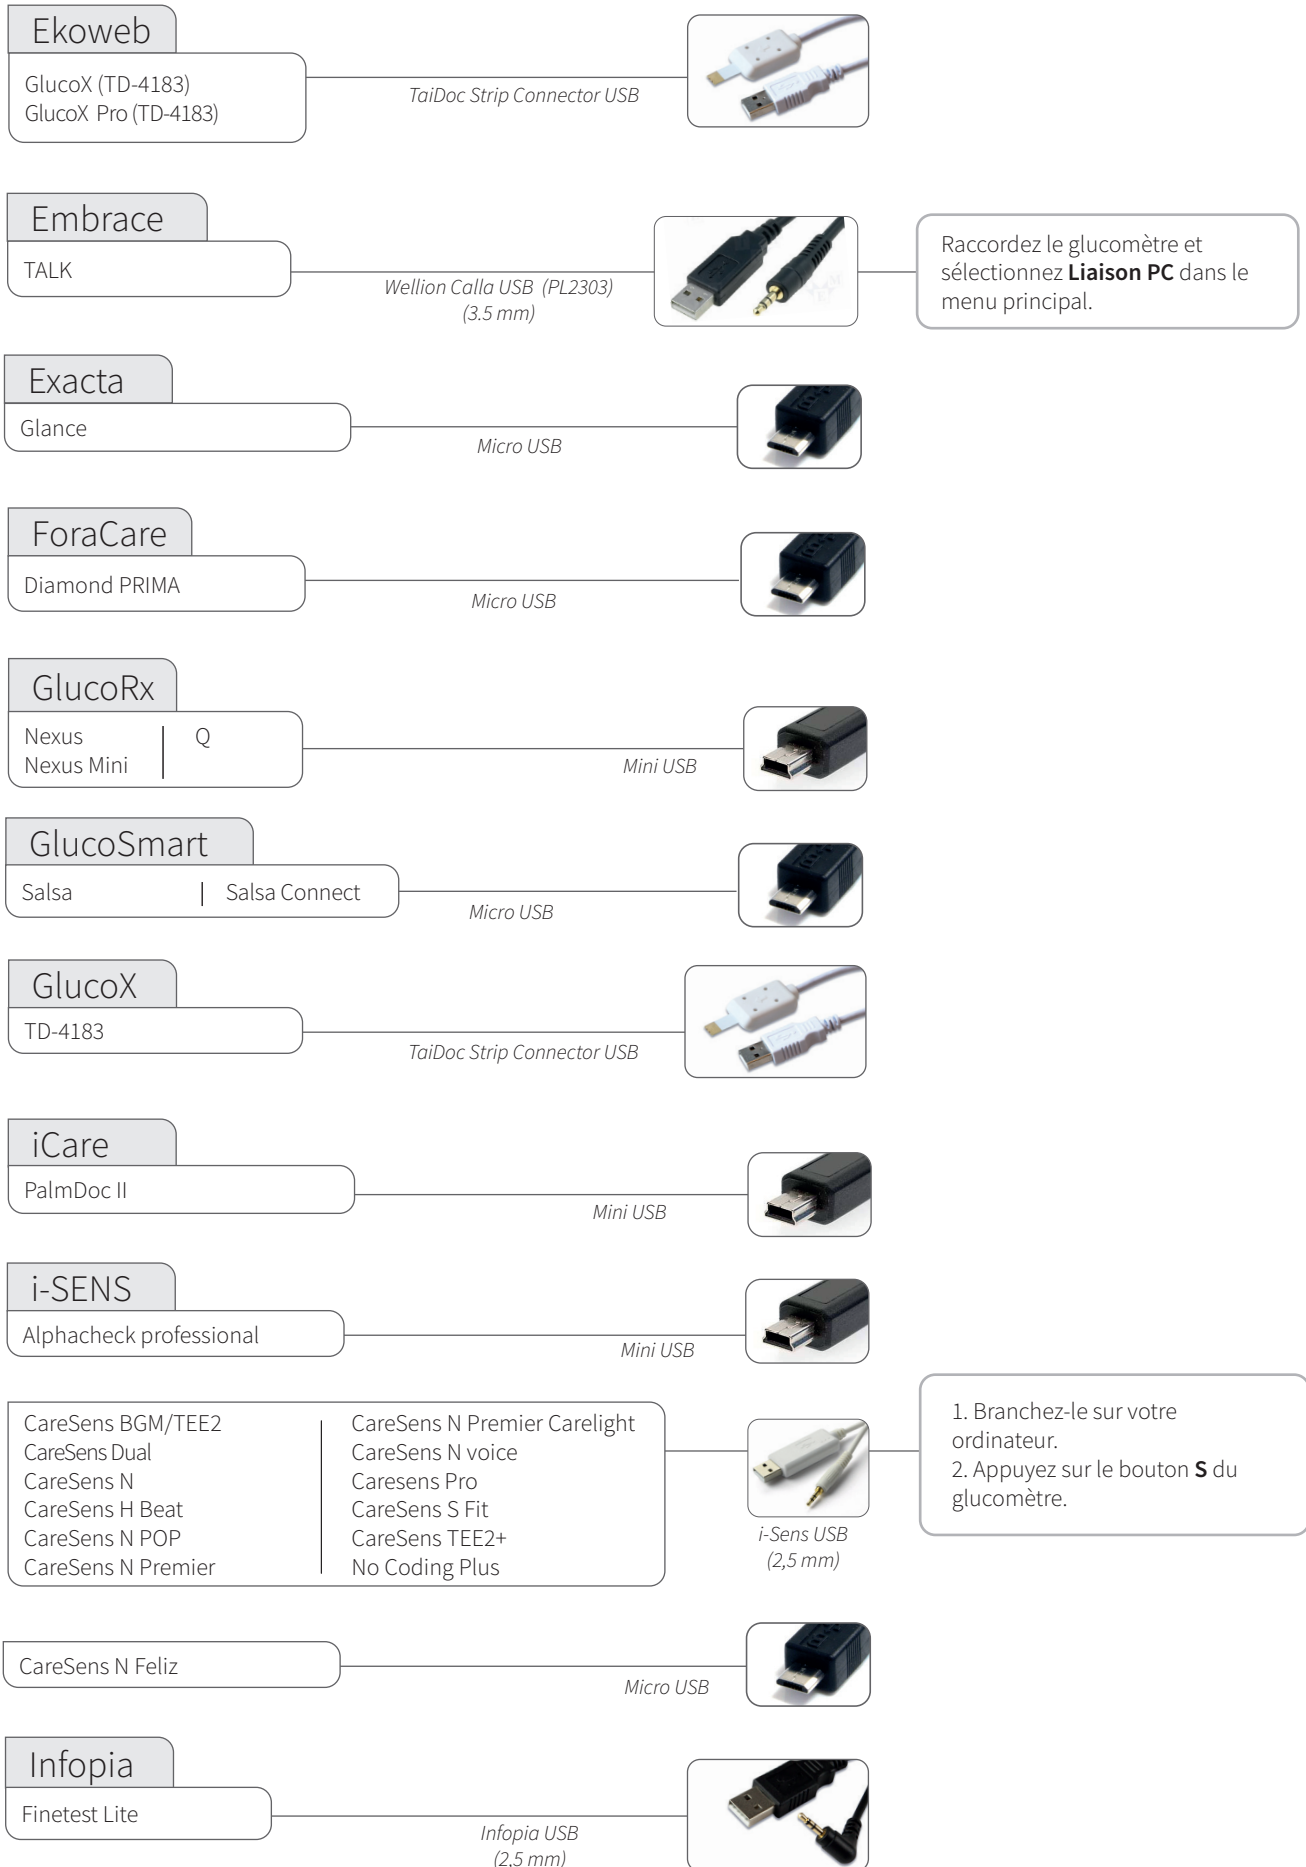 Ekoweb
GlucoX (TD-4183)
GlucoX Pro (TD-4183)
TaiDoc Strip Connector USB
Embrace
TALK
Wellion Calla USB (PL2303)
(3.5 mm)
Raccordez le glucomètre et
sélectionnez Liaison PC dans le
menu principal.
Exacta
Glance
Micro USB
ForaCare
Diamond PRIMA
Micro USB
GlucoRx
Nexus
Nexus Mini
Q
Mini USB
GlucoSmart
Salsa
Salsa Connect
Micro USB
GlucoX
TD-4183
TaiDoc Strip Connector USB
iCare
PalmDoc II
Mini USB
i-SENS
Alphacheck professional
Mini USB
CareSens BGM/TEE2
CareSens Dual
CareSens N
CareSens H Beat
CareSens N POP
CareSens N Premier
CareSens N Premier Carelight
CareSens N voice
Caresens Pro
CareSens S Fit
CareSens TEE2+
No Coding Plus
i-Sens USB
(2,5 mm)
1. Branchez-le sur votre
ordinateur.
2. Appuyez sur le bouton S du
glucomètre.
CareSens N Feliz
Micro USB
Infopia
Finetest Lite
Infopia USB
(2,5 mm)